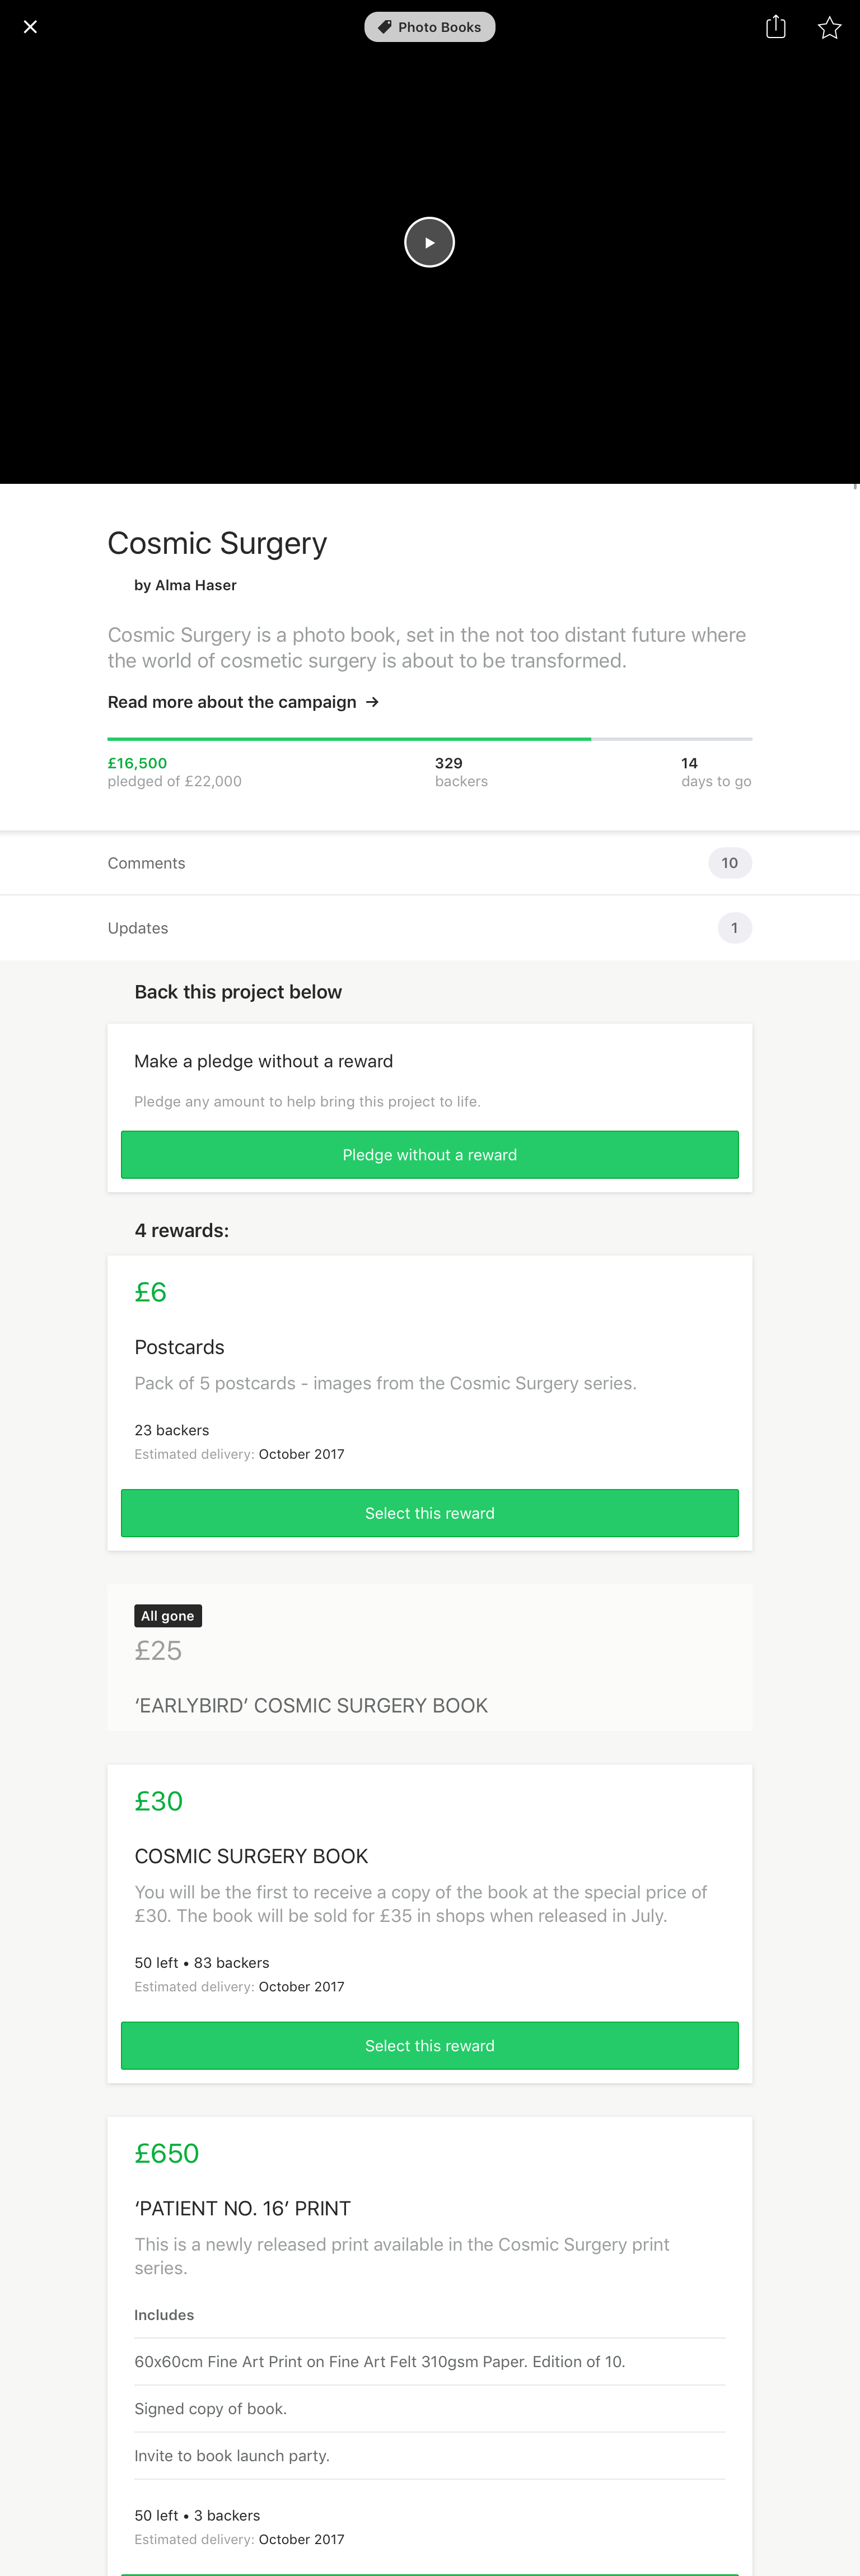 Photo Books
Cosmic Surgery
by Alma Haser
Cosmic Surgery is a photo book, set in the not too distant future where
the world of cosmetic surgery is about to be transformed.
Read more about the campaign →
£16,500
pledged of £22,000
329
backers
14
days to go
Comments
10
Updates
1
Back this project below
Make a pledge without a reward
Pledge any amount to help bring this project to life.
Pledge without a reward
4 rewards:
£6
Postcards
Pack of 5 postcards - images from the Cosmic Surgery series.
23 backers
Estimated delivery: October 2017
Select this reward
All gone
£25
‘EARLYBIRD’ COSMIC SURGERY BOOK
£30
COSMIC SURGERY BOOK
You will be the first to receive a copy of the book at the special price of
£30. The book will be sold for £35 in shops when released in July.
50 left • 83 backers
Estimated delivery: October 2017
Select this reward
£650
‘PATIENT NO. 16’ PRINT
This is a newly released print available in the Cosmic Surgery print
series.
Includes
60x60cm Fine Art Print on Fine Art Felt 310gsm Paper. Edition of 10.
Signed copy of book.
Invite to book launch party.
50 left • 3 backers
Estimated delivery: October 2017